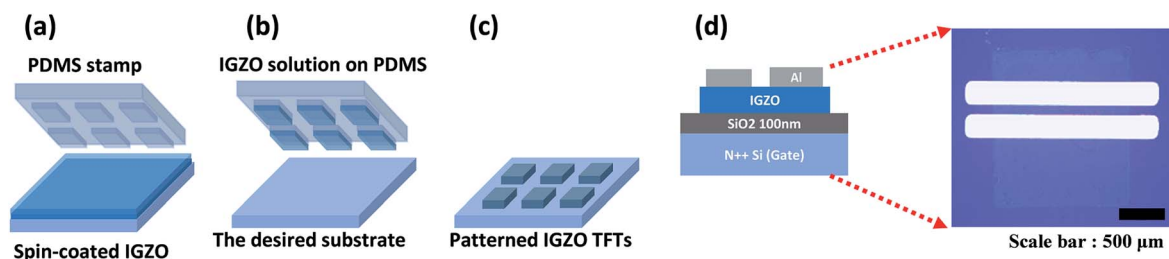 (a)
PDMS stamp
Spin-coated IGZO
(b)
IGZO solution on PDMS
The desired substrate
(c)
Patterned IGZO TFTs
(d)
Al
IGZO
SiO2 100nm
N++ Si (Gate)
Scale bar : 500 μm